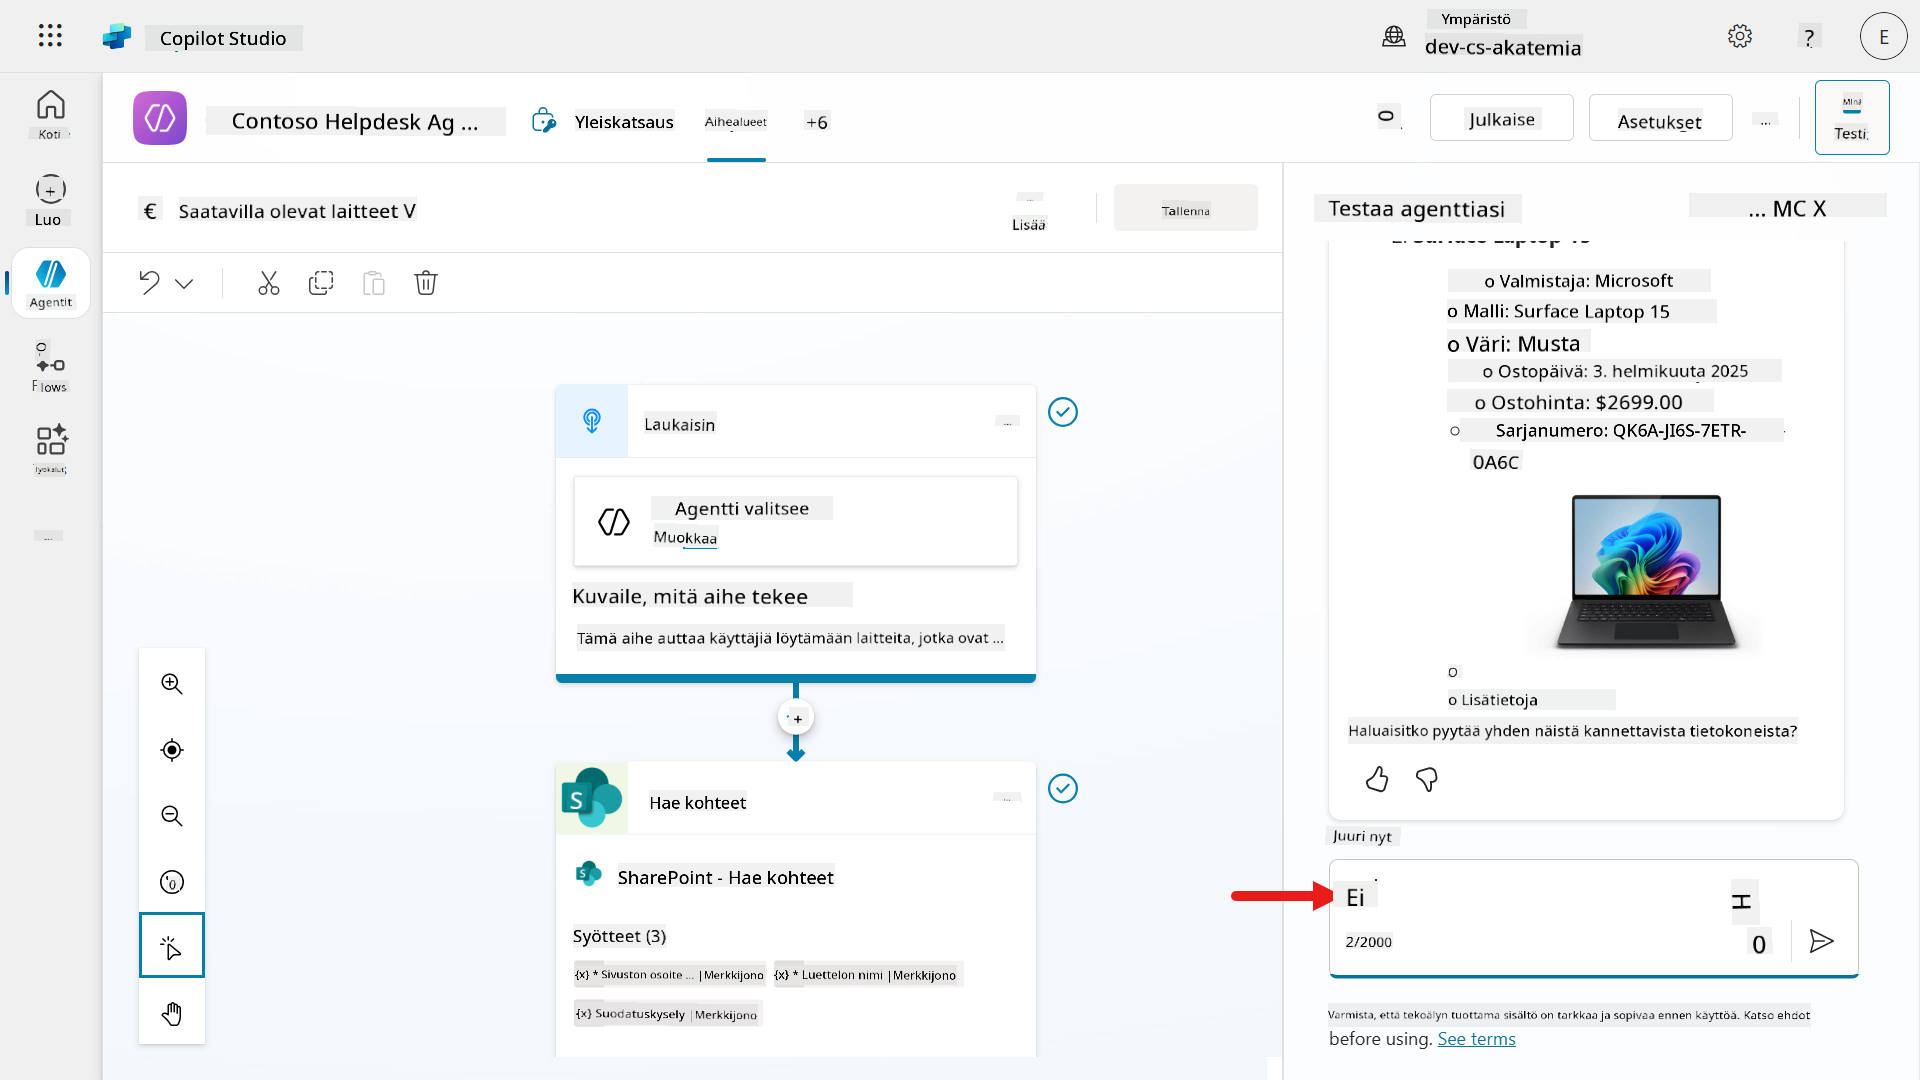 Copilot Studio
Ympäristö
dev-cs-akatemia
?
E
Koti
Luo
Agentit
Flows
Työkalut
...
Contoso Helpdesk Ag ...
Yleiskatsaus
Aihealueet
+6
Julkaise
Asetukset
...
Testi
€ Saatavilla olevat laitteet V
...
Lisää
Tallenna
Laukaisin
...
Agentti valitsee
Muokkaa
Kuvaile, mitä aihe tekee
Tämä aihe auttaa käyttäjiä löytämään laitteita, jotka ovat ...
+
Hae kohteet
...
SharePoint - Hae kohteet
Syötteet (3)
{x} * Sivuston osoite ... |Merkkijono
{x} * Luettelon nimi |Merkkijono
{x} Suodatuskysely |Merkkijono
Testaa agenttiasi
... MC X
2. Surface Laptop 15
o Valmistaja: Microsoft
o Malli: Surface Laptop 15
o Väri: Musta
o Ostopäivä: 3. helmikuuta 2025
o Ostohinta: $2699.00
o Sarjanumero: QK6A-JI6S-7ETR-
0A6C
o
o Lisätietoja
Haluaisitko pyytää yhden näistä kannettavista tietokoneista?
Juuri nyt
Ei
2/2000
0
Varmista, että tekoälyn tuottama sisältö on tarkkaa ja sopivaa ennen käyttöä. Katso ehdot
before using. See terms